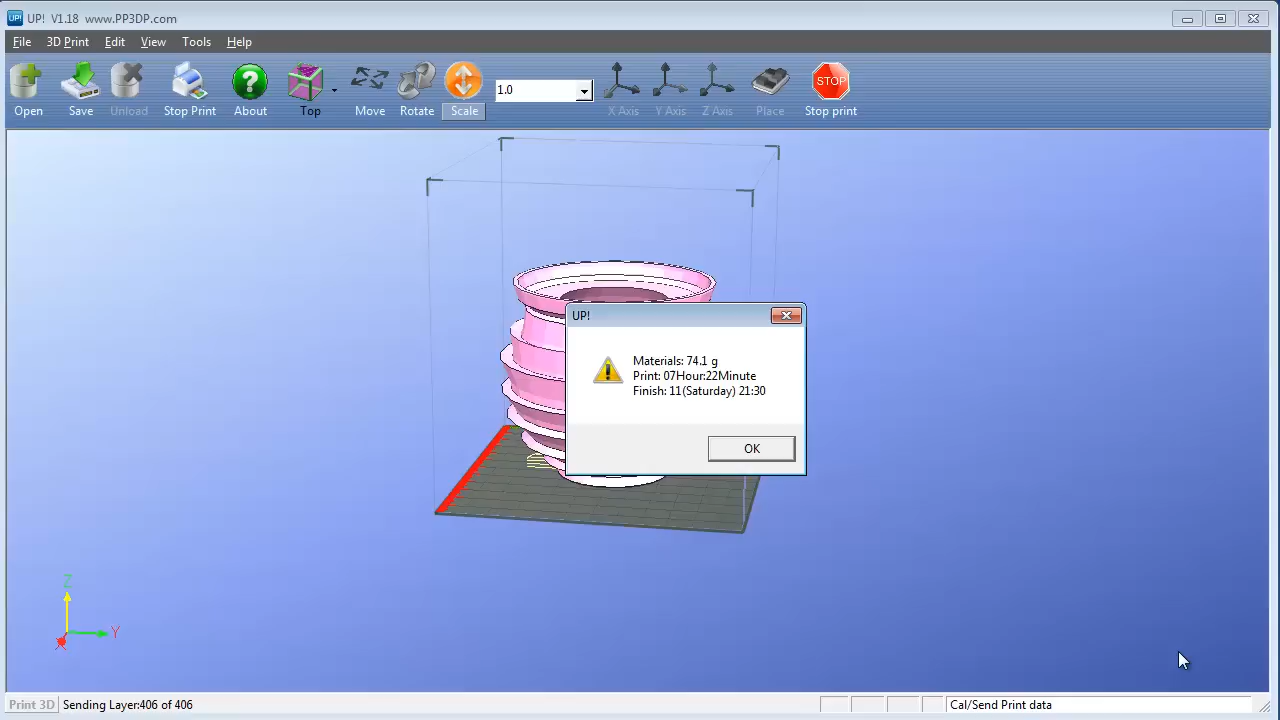 UP! UP! V1.18 www.PP3DP.com
File 3D Print Edit View Tools Help
1.0
STOP
Open Save Unload Stop Print About Top Move Rotate Scale X Axis Y Axis Z Axis Place Stop print
UP!
Materials: 74.1 g
Print: 07Hour:22Minute
Finish: 11(Saturday) 21:30
OK
Z
Y
X
Print 3D Sending Layer:406 of 406 Cal/Send Print data